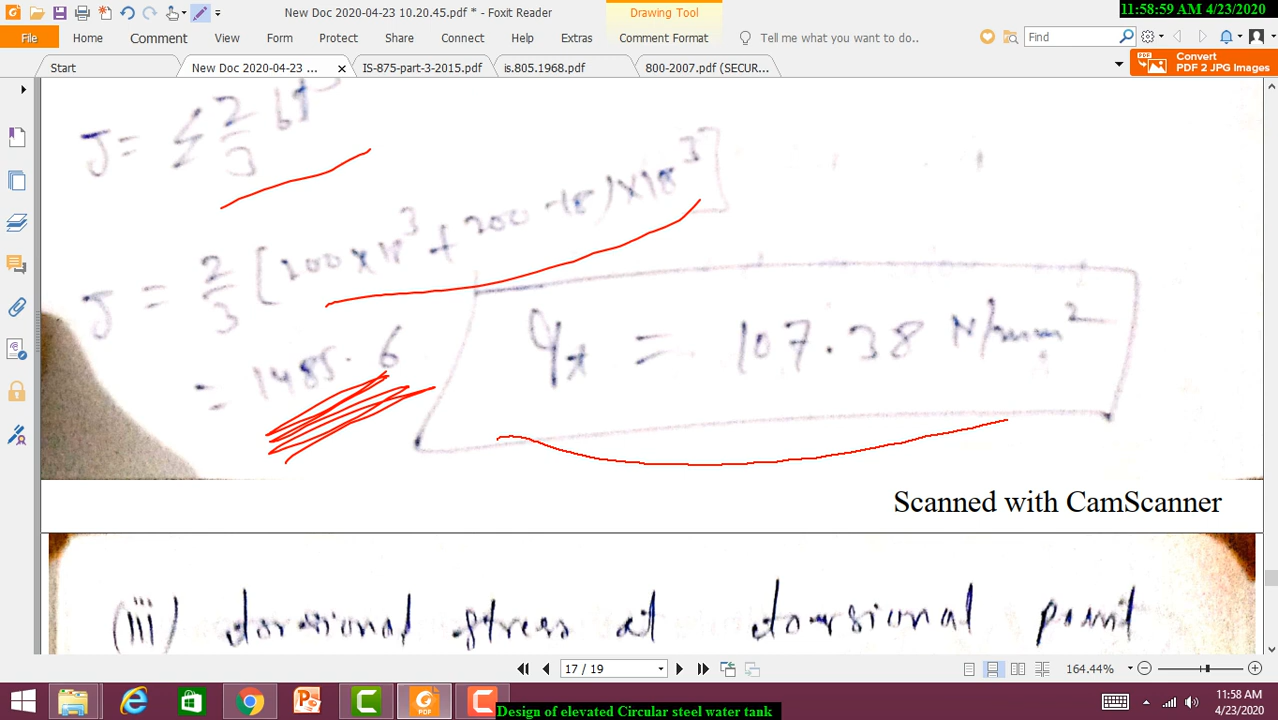 New Doc 2020-04-23 10.20.45.pdf * - Foxit Reader
Drawing Tool
11:58:59 AM 4/23/2020
File Home Comment View Form Protect Share Connect Help Extras Comment Format Tell me what you want to do.. Find
Convert
PDF 2 JPG Images
Start New Doc 2020-04-23 ... IS-875-part-3-2015.pdf is.805.1968.pdf 800-2007.pdf (SECUR...
J = Σ 2/3 bt³
J = 2/3 [200 × 18³ + 200 - 18) × 18³]
= 1485.6
= 107.38 N/mm²
Scanned with CamScanner
(iii) torsional stress at torsional point
17 / 19
164.44%
Design of elevated Circular steel water tank
11:58 AM
4/23/2020